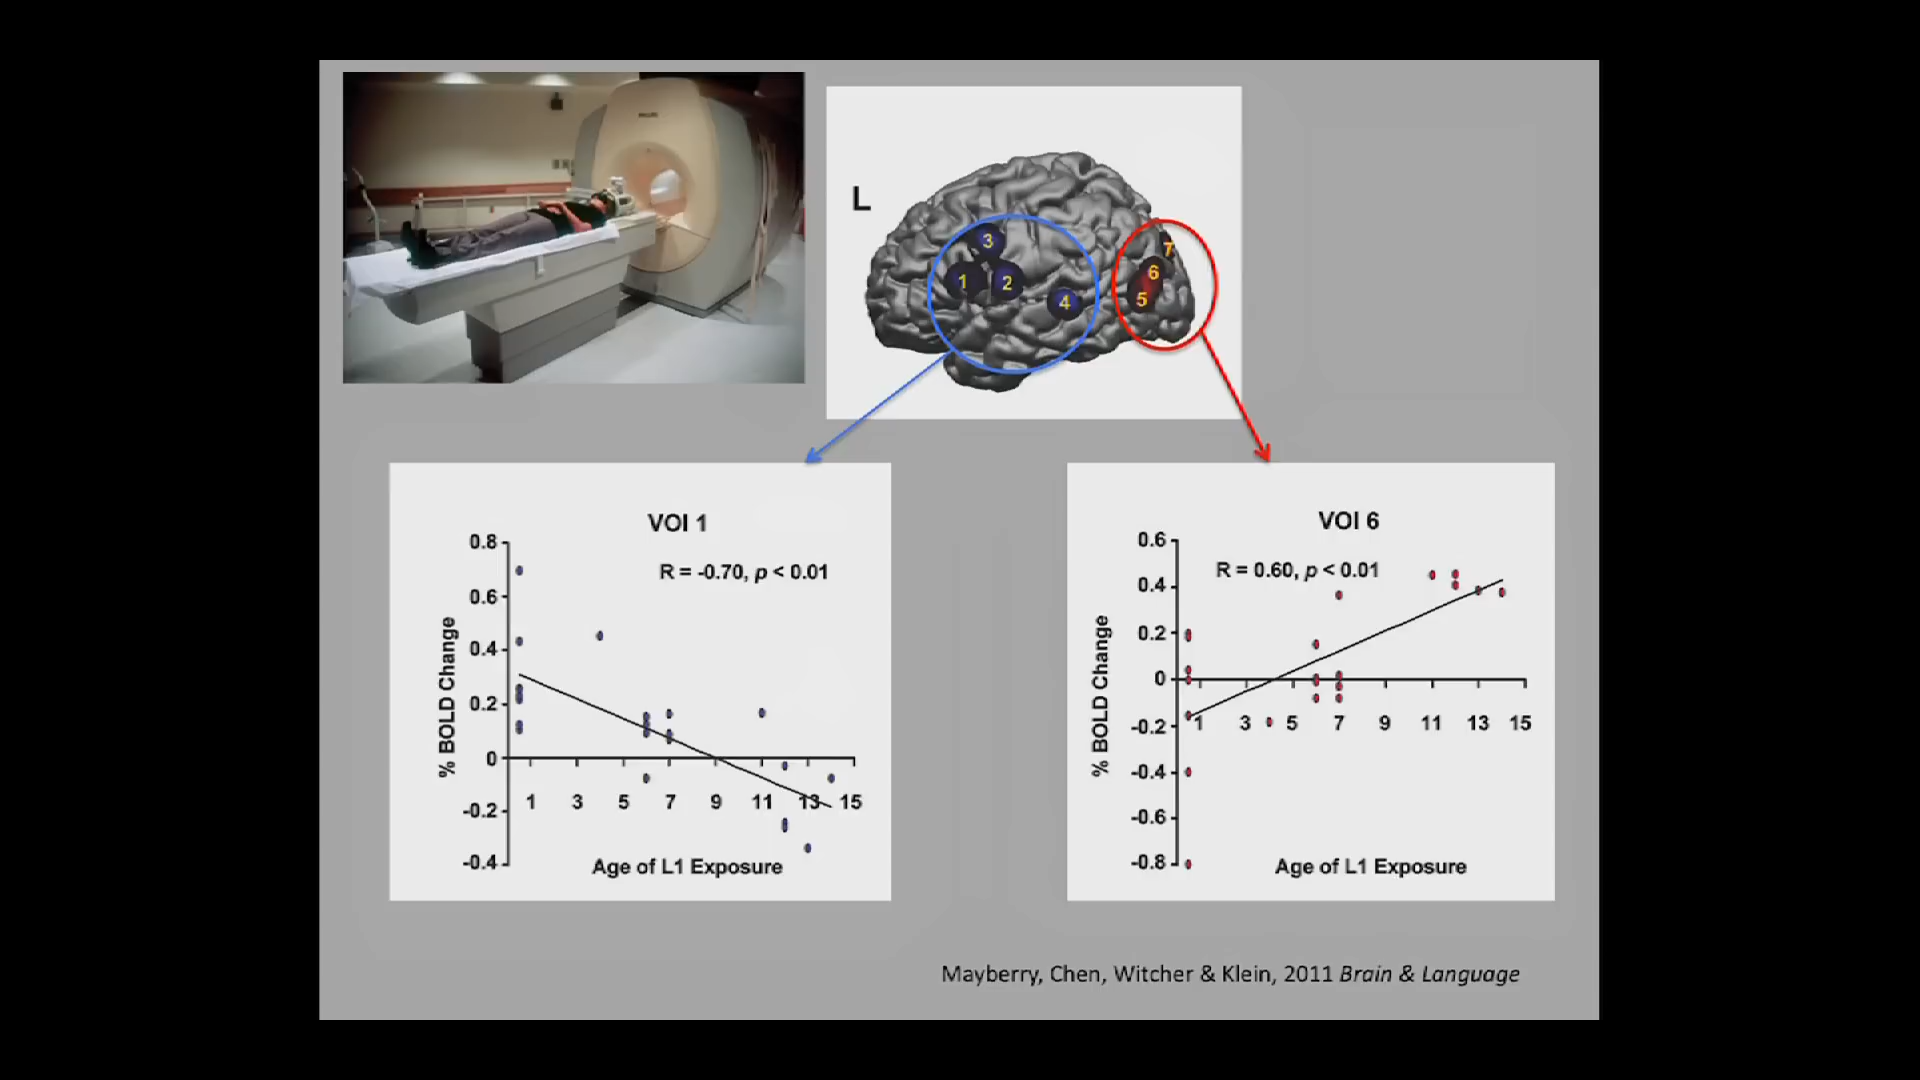 PHILIPS
L
3
1
2
4
7
6
5
VOI 1
R = -0.70, p < 0.01
% BOLD Change
0.8
0.6
0.4
0.2
0
-0.2
-0.4
1 3 5 7 9 11 13 15
Age of L1 Exposure
VOI 6
R = 0.60, p < 0.01
% BOLD Change
0.6
0.4
0.2
0
-0.2
-0.4
-0.6
-0.8
1 3 5 7 9 11 13 15
Age of L1 Exposure
Mayberry, Chen, Witcher & Klein, 2011 Brain & Language